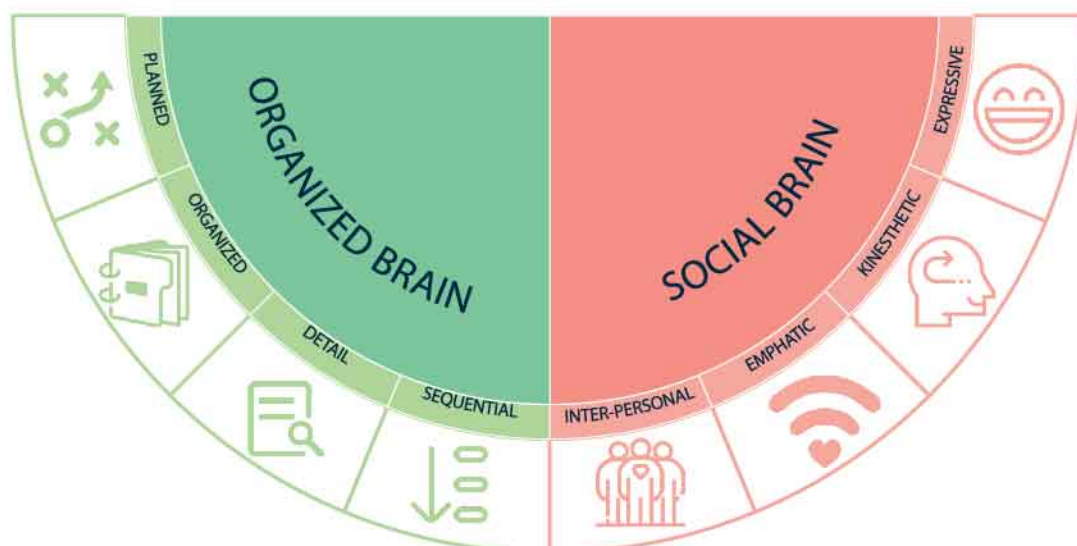 PLANNED
ORGANIZED
DETAIL
SEQUENTIAL
ORGANIZED BRAIN
SOCIAL BRAIN
INTER-PERSONAL
EMPHATIC
KINESTHETIC
EXPRESSIVE